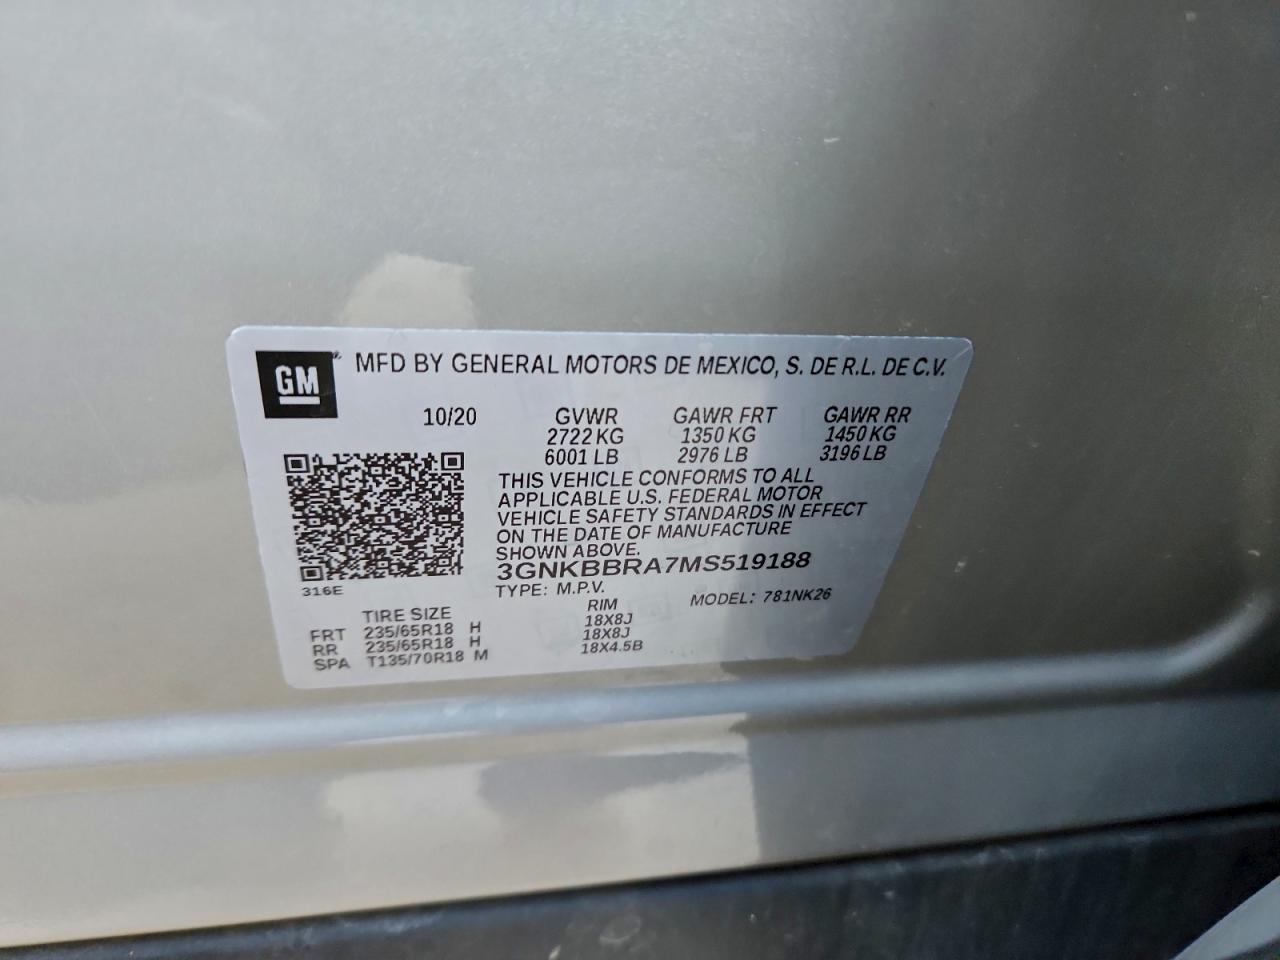 GM ® MFD BY GENERAL MOTORS DE MEXICO, S. DE R.L. DE C.V.
10/20 GVWR GAWR FRT GAWR RR
2722 KG 1350 KG 1450 KG
6001 LB 2976 LB 3196 LB
THIS VEHICLE CONFORMS TO ALL
APPLICABLE U.S. FEDERAL MOTOR
VEHICLE SAFETY STANDARDS IN EFFECT
ON THE DATE OF MANUFACTURE
SHOWN ABOVE.
3GNKBBRA7MS519188
316E TYPE: M.P.V. MODEL: 781NK26
TIRE SIZE RIM
FRT 235/65R18 H 18X8J
RR 235/65R18 H 18X8J
SPA T135/70R18 M 18X4.5B